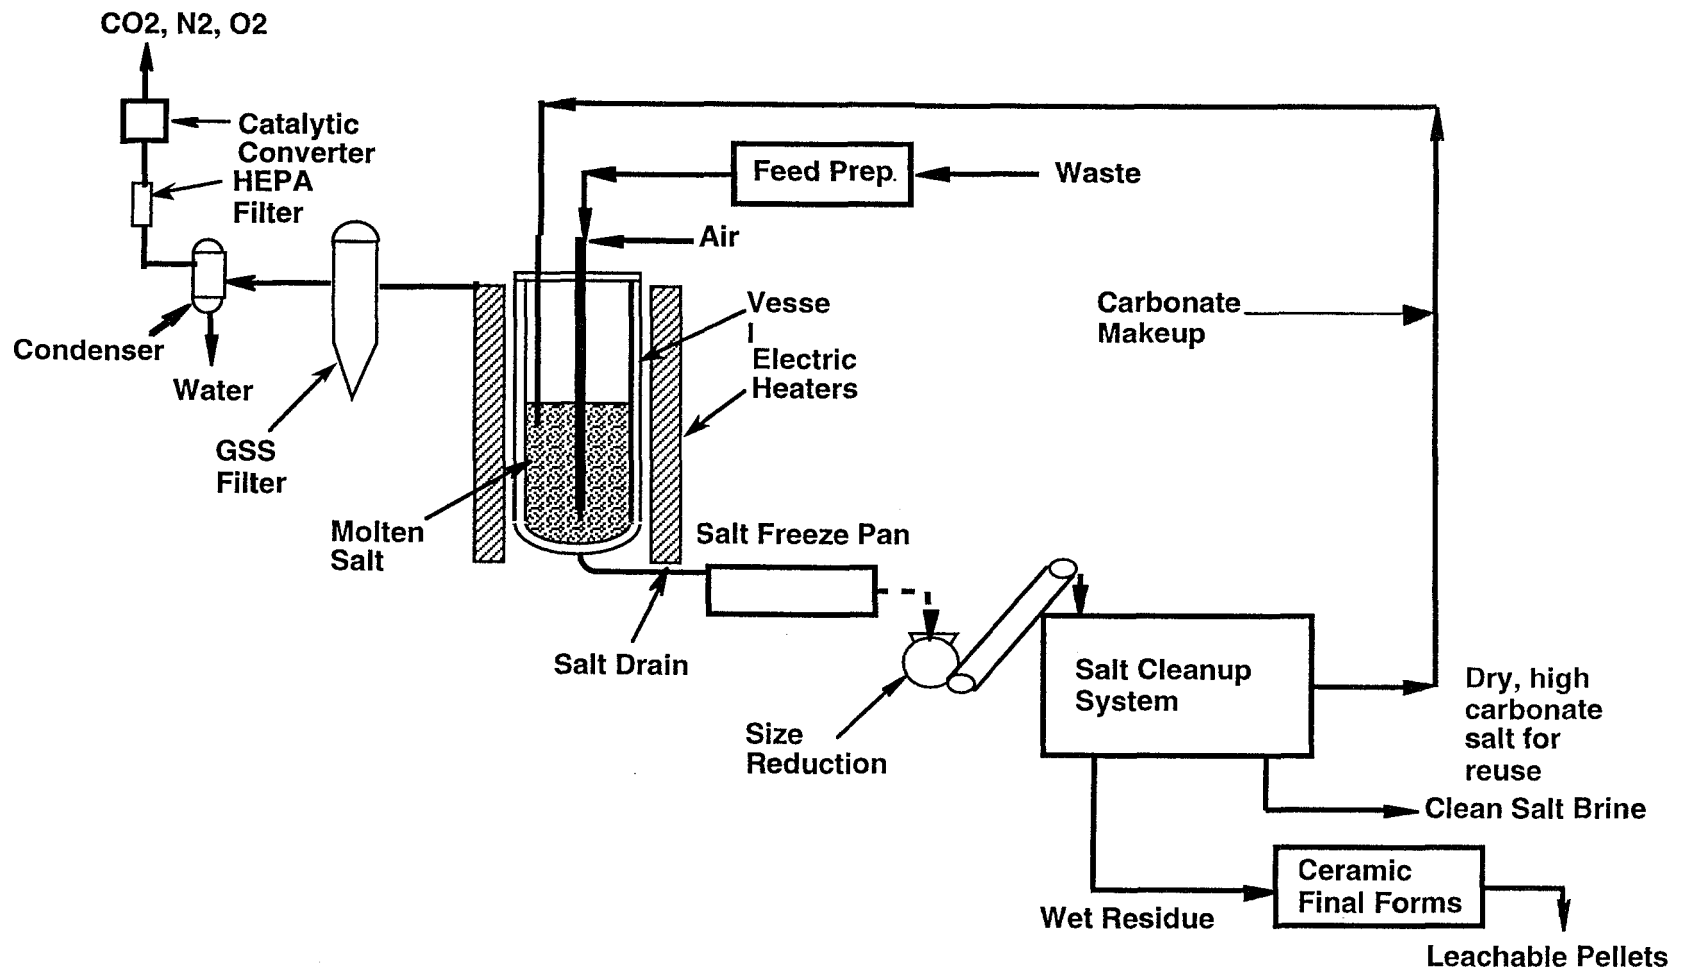 CO2, N2, O2
Catalytic
Converter
HEPA
Filter
Feed Prep.
Waste
Air
Vesse
l
Electric
Heaters
Carbonate
Makeup
Condenser
Water
GSS
Filter
Molten
Salt
Salt Freeze Pan
Salt Drain
Size
Reduction
Salt Cleanup
System
Dry, high
carbonate
salt for
reuse
Clean Salt Brine
Ceramic
Final Forms
Wet Residue
Leachable Pellets